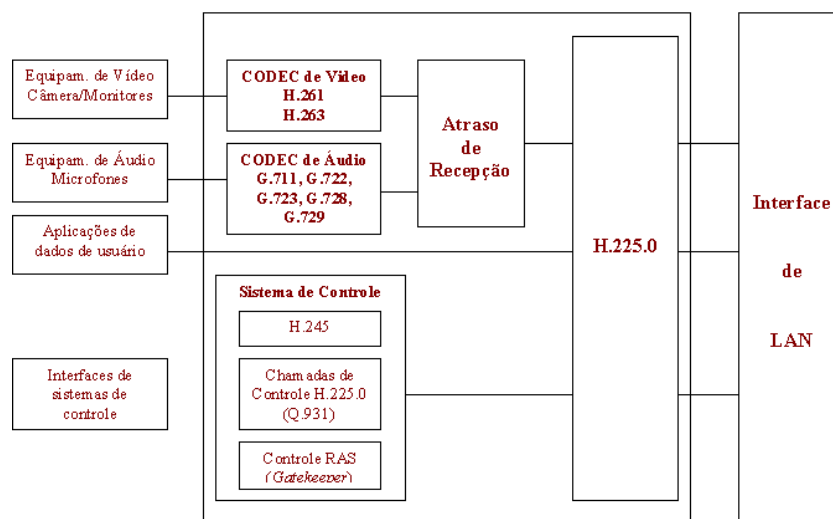 Equipam. de Vídeo
Câmera/Monitores
CODEC de Video
H.261
H.263
Atraso
de
Recepção
Equipam. de Áudio
Microfones
CODEC de Áudio
G.711, G.722,
G.723, G.728,
G.729
Aplicações de
dados de usuário
H.225.0
Interface
de
LAN
Sistema de Controle
H.245
Chamadas de
Controle H.225.0
(Q.931)
Controle RAS
(Gatekeeper)
Interfaces de
sistemas de
controle